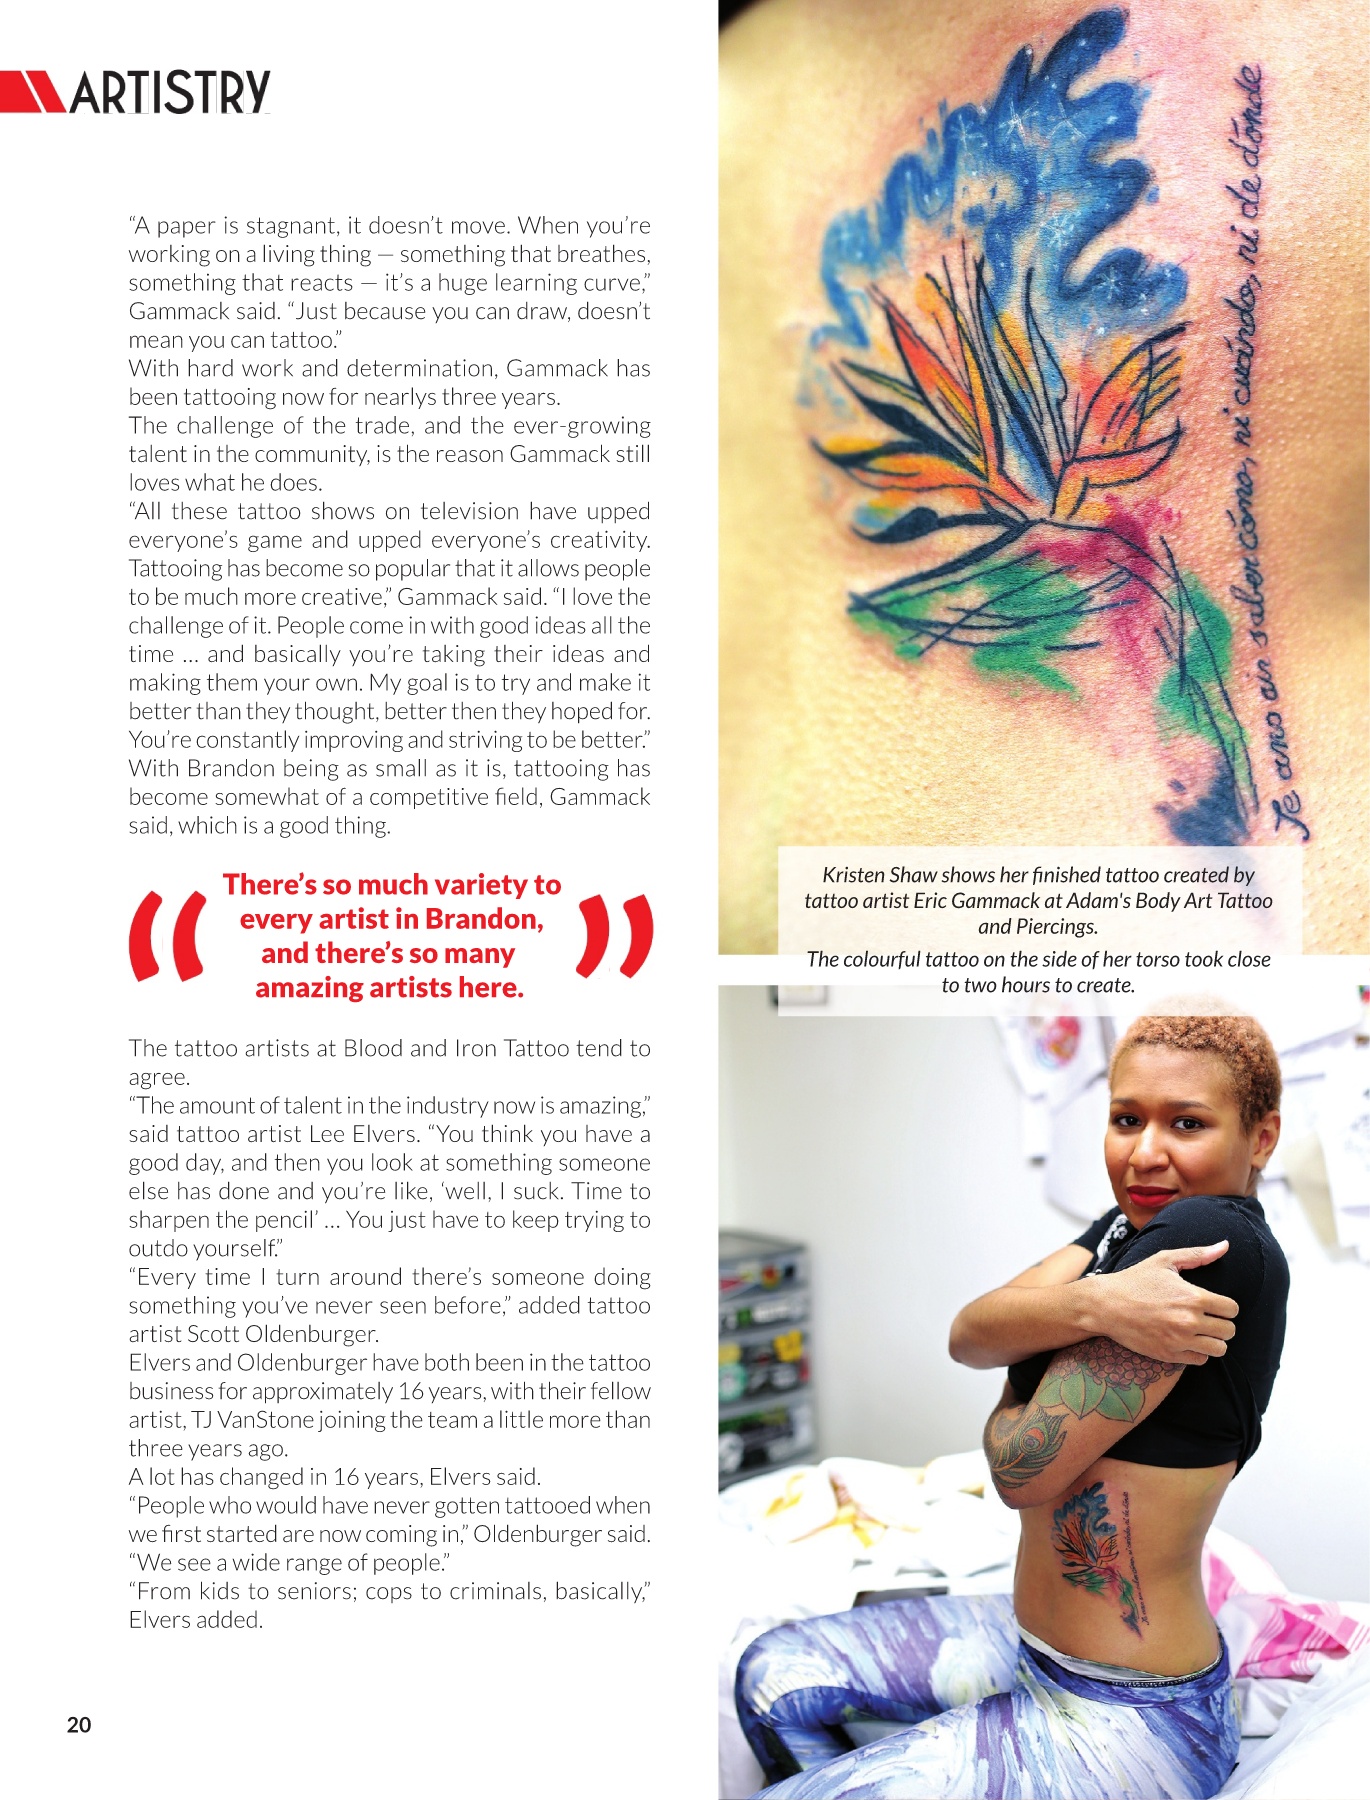 ARTISTRY
“A paper is stagnant, it doesn’t move. When you’re
working on a living thing — something that breathes,
something that reacts — it’s a huge learning curve,”
Gammack said. “Just because you can draw, doesn’t
mean you can tattoo.”
With hard work and determination, Gammack has
been tattooing now for nearlys three years.
The challenge of the trade, and the ever-growing
talent in the community, is the reason Gammack still
loves what he does.
“All these tattoo shows on television have upped
everyone’s game and upped everyone’s creativity.
Tattooing has become so popular that it allows people
to be much more creative,” Gammack said. “I love the
challenge of it. People come in with good ideas all the
time ... and basically you’re taking their ideas and
making them your own. My goal is to try and make it
better than they thought, better then they hoped for.
You’re constantly improving and striving to be better.”
With Brandon being as small as it is, tattooing has
become somewhat of a competitive field, Gammack
said, which is a good thing.
“There’s so much variety to
every artist in Brandon,
and there’s so many
amazing artists here.”
The tattoo artists at Blood and Iron Tattoo tend to
agree.
“The amount of talent in the industry now is amazing,”
said tattoo artist Lee Elvers. “You think you have a
good day, and then you look at something someone
else has done and you’re like, ‘well, I suck. Time to
sharpen the pencil’ ... You just have to keep trying to
outdo yourself.”
“Every time I turn around there’s someone doing
something you’ve never seen before,” added tattoo
artist Scott Oldenburger.
Elvers and Oldenburger have both been in the tattoo
business for approximately 16 years, with their fellow
artist, TJ VanStone joining the team a little more than
three years ago.
A lot has changed in 16 years, Elvers said.
“People who would have never gotten tattooed when
we first started are now coming in,” Oldenburger said.
“We see a wide range of people.”
“From kids to seniors; cops to criminals, basically,”
Elvers added.
20
Te amo ain saber cómo, ni cuándo, ni de dónde
Kristen Shaw shows her finished tattoo created by
tattoo artist Eric Gammack at Adam's Body Art Tattoo
and Piercings.
The colourful tattoo on the side of her torso took close
to two hours to create.